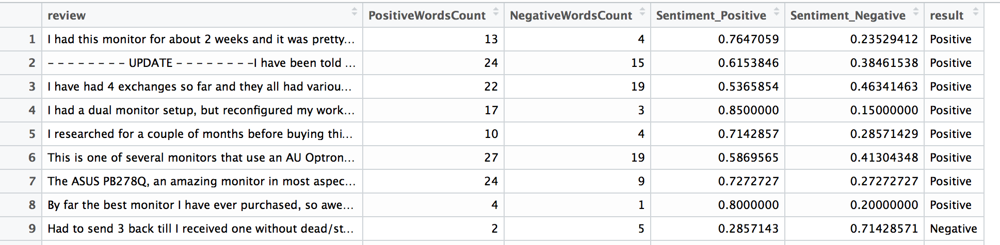 review PositiveWordsCount NegativeWordsCount Sentiment_Positive Sentiment_Negative result
1 I had this monitor for about 2 weeks and it was pretty... 13 4 0.7647059 0.23529412 Positive
2 - - - - - - - - UPDATE - - - - - - - -I have been told ... 24 15 0.6153846 0.38461538 Positive
3 I have had 4 exchanges so far and they all had variou... 22 19 0.5365854 0.46341463 Positive
4 I had a dual monitor setup, but reconfigured my work... 17 3 0.8500000 0.15000000 Positive
5 I researched for a couple of months before buying thi... 10 4 0.7142857 0.28571429 Positive
6 This is one of several monitors that use an AU Optron... 27 19 0.5869565 0.41304348 Positive
7 The ASUS PB278Q, an amazing monitor in most aspec... 24 9 0.7272727 0.27272727 Positive
8 By far the best monitor I have ever purchased, so awe... 4 1 0.8000000 0.20000000 Positive
9 Had to send 3 back till I received one without dead/st... 2 5 0.2857143 0.71428571 Negative